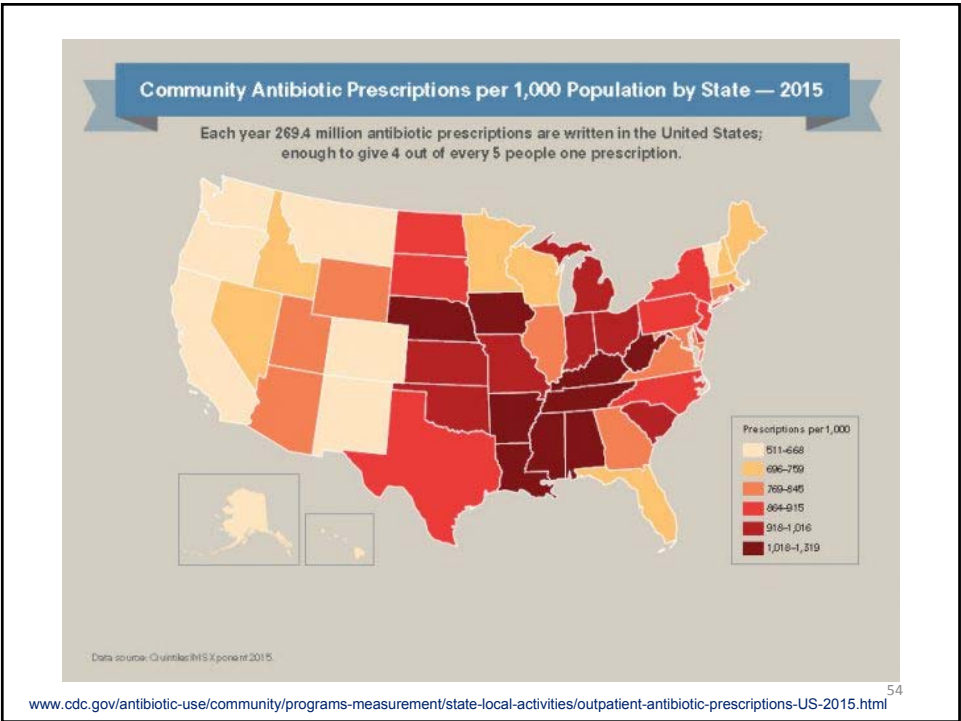 Community Antibiotic Prescriptions per 1,000 Population by State — 2015
Each year 269.4 million antibiotic prescriptions are written in the United States;
enough to give 4 out of every 5 people one prescription.
Prescriptions per 1,000
511–668
696–759
769–845
864–915
918–1,016
1,018–1,319
Data source: QuintilesIMS Xponent 2015.
54
www.cdc.gov/antibiotic-use/community/programs-measurement/state-local-activities/outpatient-antibiotic-prescriptions-US-2015.html